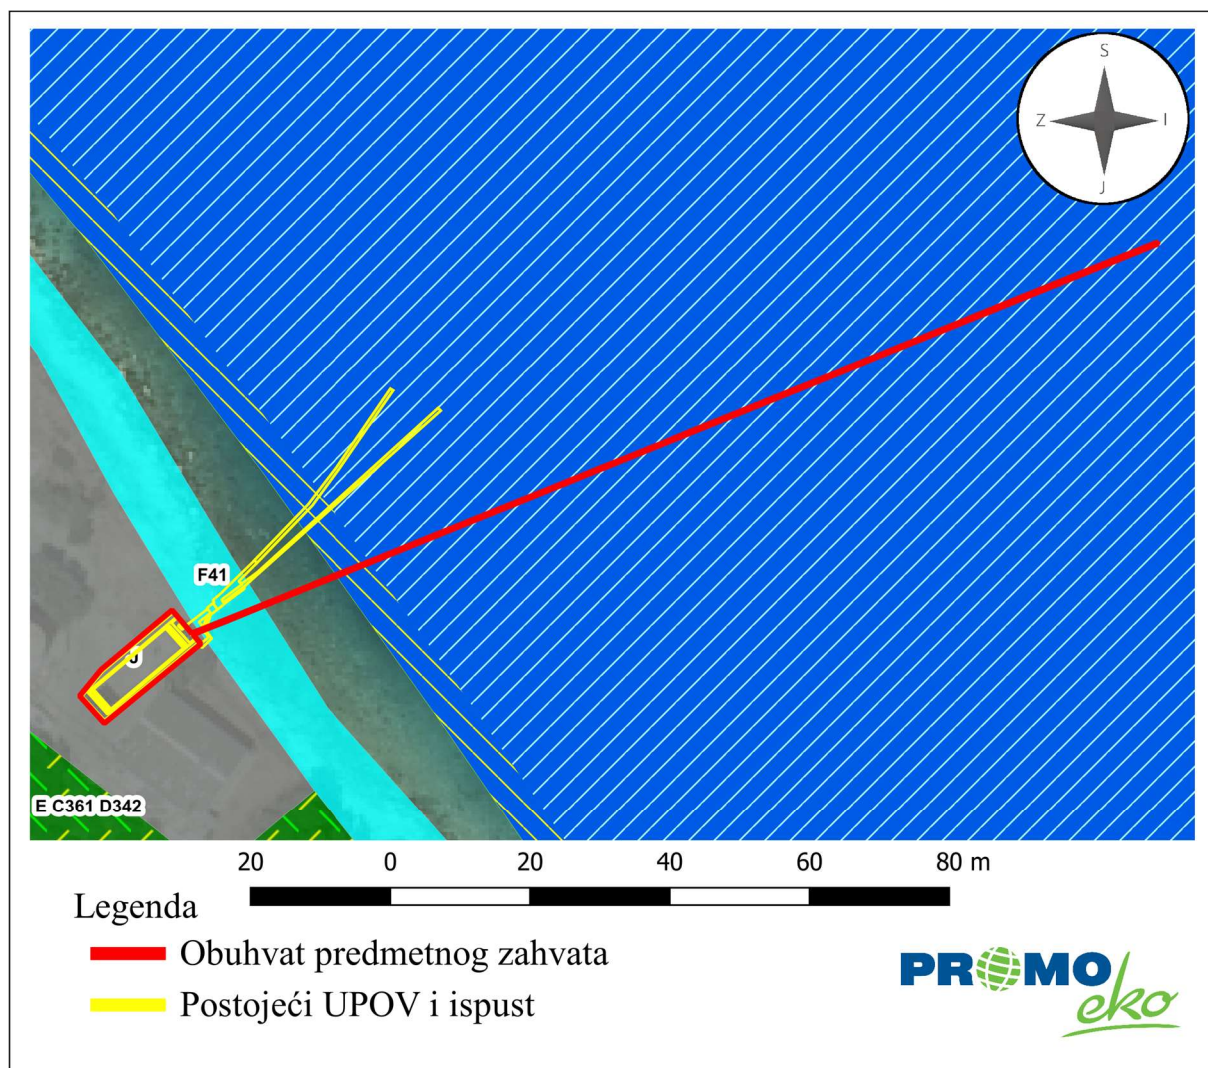 S
Z I
J
F41
J
E C361 D342
20 0 20 40 60 80 m
Legenda
Obuhvat predmetnog zahvata
Postojeći UPOV i ispust
PROMO
eko